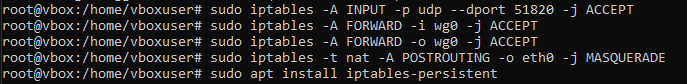 root@vbox:/home/vboxuser# sudo iptables -A INPUT -p udp --dport 51820 -j ACCEPT
root@vbox:/home/vboxuser# sudo iptables -A FORWARD -i wg0 -j ACCEPT
root@vbox:/home/vboxuser# sudo iptables -A FORWARD -o wg0 -j ACCEPT
root@vbox:/home/vboxuser# sudo iptables -t nat -A POSTROUTING -o eth0 -j MASQUERADE
root@vbox:/home/vboxuser# sudo apt install iptables-persistent